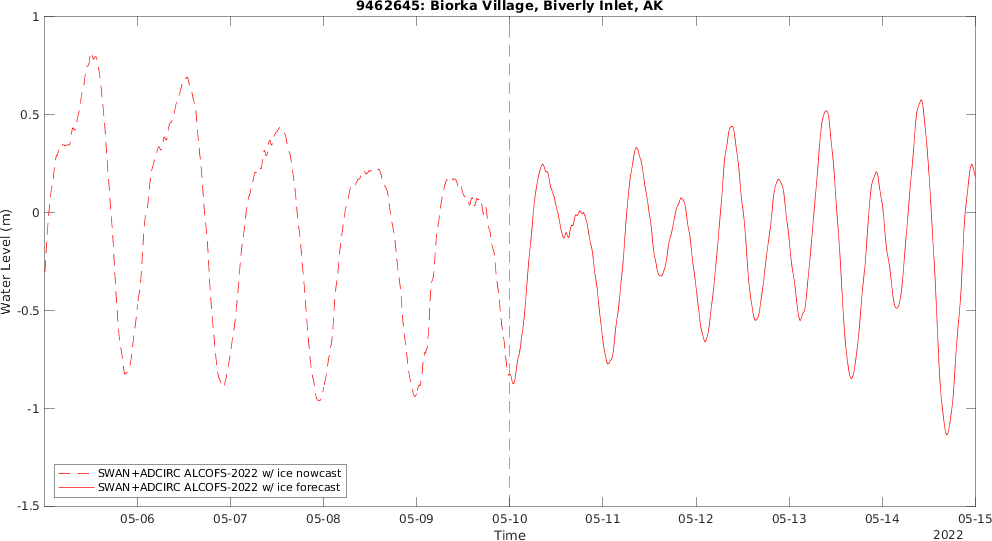 9462645: Biorka Village, Biverly Inlet, AK
Water Level (m)
1
0.5
0
-0.5
-1
-1.5
SWAN+ADCIRC ALCOFS-2022 w/ ice nowcast
SWAN+ADCIRC ALCOFS-2022 w/ ice forecast
05-06 05-07 05-08 05-09 05-10 05-11 05-12 05-13 05-14 05-15
Time
2022